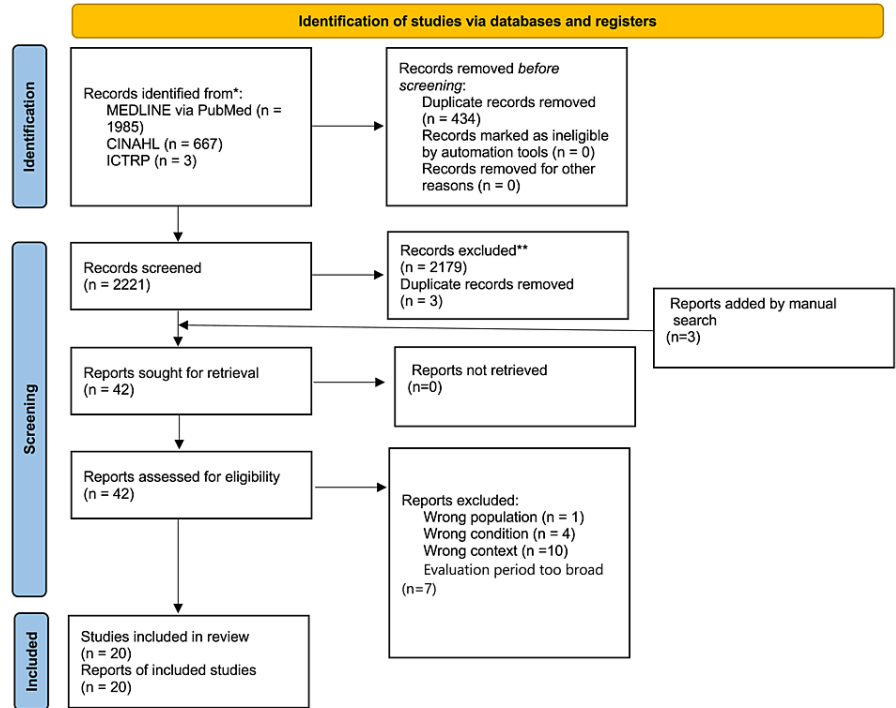 Identification of studies via databases and registers
Identification
Records identified from*:
MEDLINE via PubMed (n =
1985)
CINAHL (n = 667)
ICTRP (n = 3)
Records removed before
screening:
Duplicate records removed
(n = 434)
Records marked as ineligible
by automation tools (n = 0)
Records removed for other
reasons (n = 0)
Screening
Records screened
(n = 2221)
Records excluded**
(n = 2179)
Duplicate records removed
(n = 3)
Reports added by manual
search
(n=3)
Reports sought for retrieval
(n = 42)
Reports not retrieved
(n=0)
Reports assessed for eligibility
(n = 42)
Reports excluded:
Wrong population (n = 1)
Wrong condition (n = 4)
Wrong context (n =10)
Evaluation period too broad
(n=7)
Included
Studies included in review
(n = 20)
Reports of included studies
(n = 20)